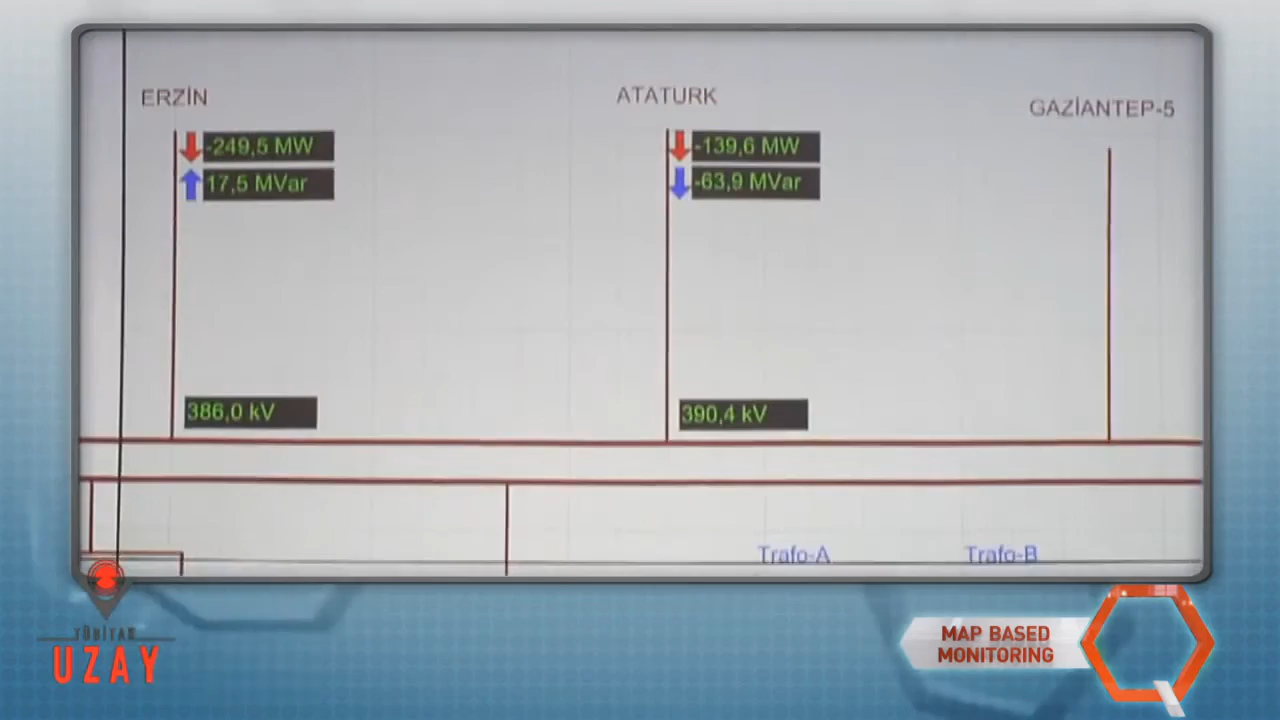 ERZİN
ATATURK
GAZİANTEP-5
-249,5 MW
-139,6 MW
17,5 MVar
-63,9 MVar
386,0 kV
390,4 kV
Trafo-A
Trafo-B
TÜBİTAK
UZAY
MAP BASED
MONITORING